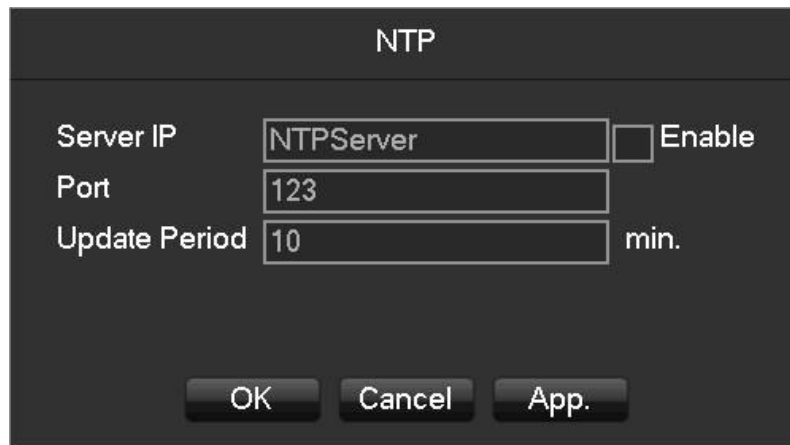 NTP
Server IP NTPServer Enable
Port 123
Update Period 10 min.
OK Cancel App.